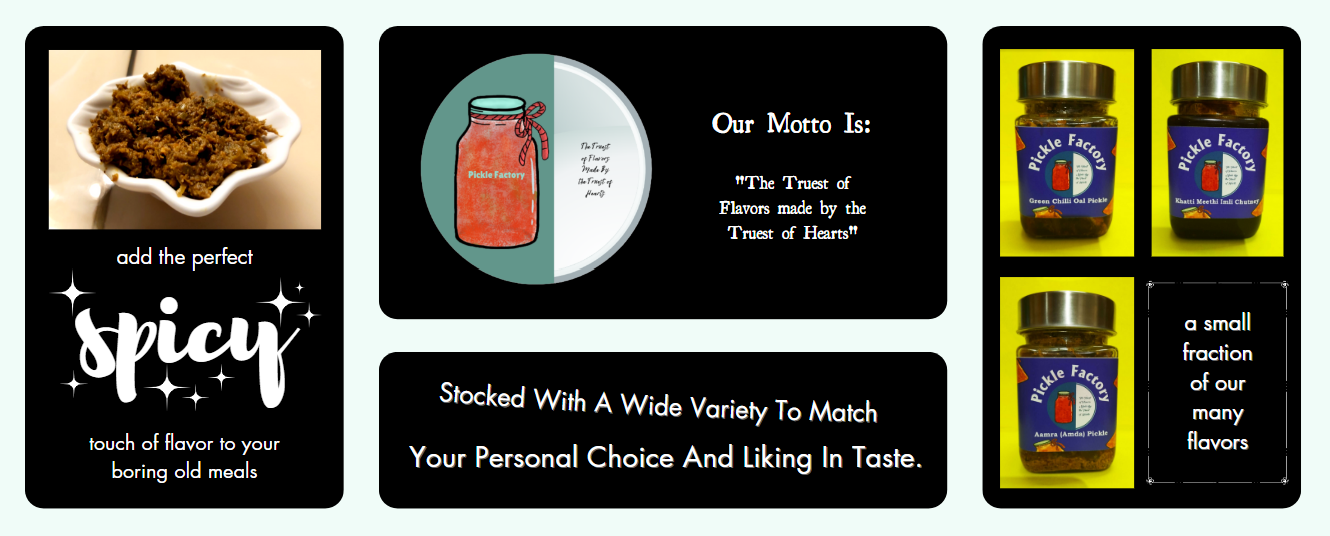 add the perfect
spicy
touch of flavor to your
boring old meals
Pickle Factory
The Truest
of Flavors
Made By
the Truest of
Hearts
Our Motto Is:
"The Truest of
Flavors made by the
Truest of Hearts"
Stocked With A Wide Variety To Match
Your Personal Choice And Liking In Taste.
Pickle Factory
Green Chilli Oal Pickle
Pickle Factory
Khatti Meethi Imli Chutney
Pickle Factory
Aamra (Amda) Pickle
a small
fraction
of our
many
flavors